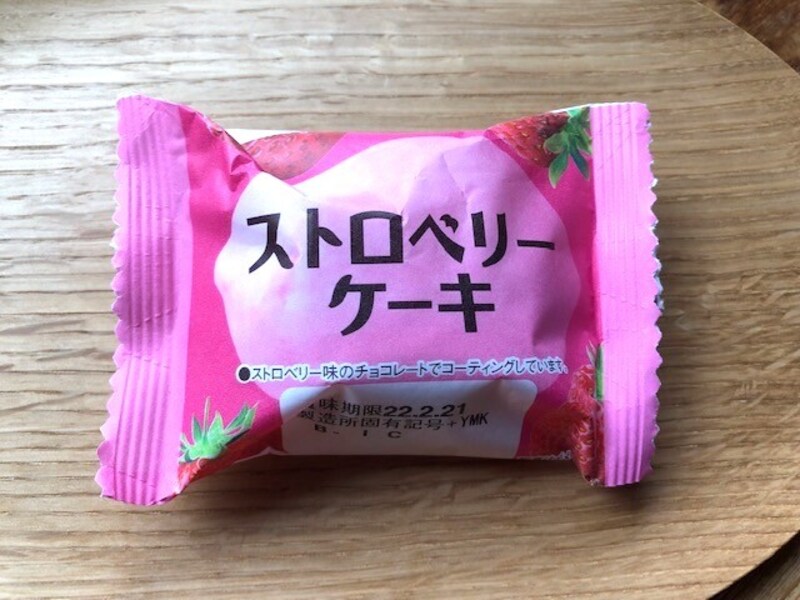 ストロベリー
ケーキ
●ストロベリー味のチョコレートでコーティングしています。
味期限22.2.21
製造所固有記号+YMK
B- IC